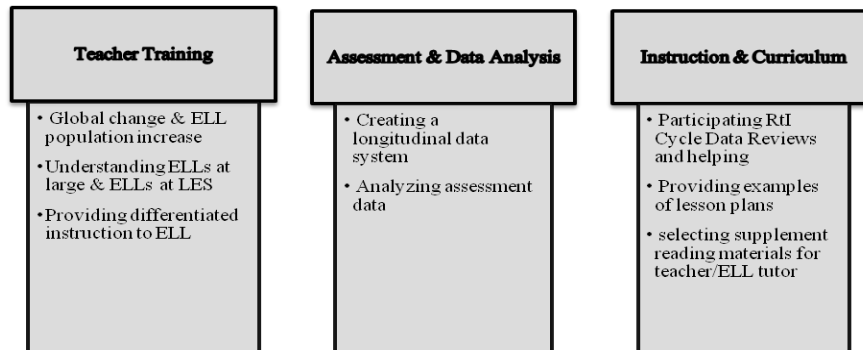 Teacher Training
• Global change & ELL
population increase
• Understanding ELLs at
large & ELLs at LES
• Providing differentiated
instruction to ELL
Assessment & Data Analysis
• Creating a
longitudinal data
system
• Analyzing assessment
data
Instruction & Curriculum
• Participating RtI
Cycle Data Reviews
and helping
• Providing examples
of lesson plans
• selecting supplement
reading materials for
teacher/ELL tutor